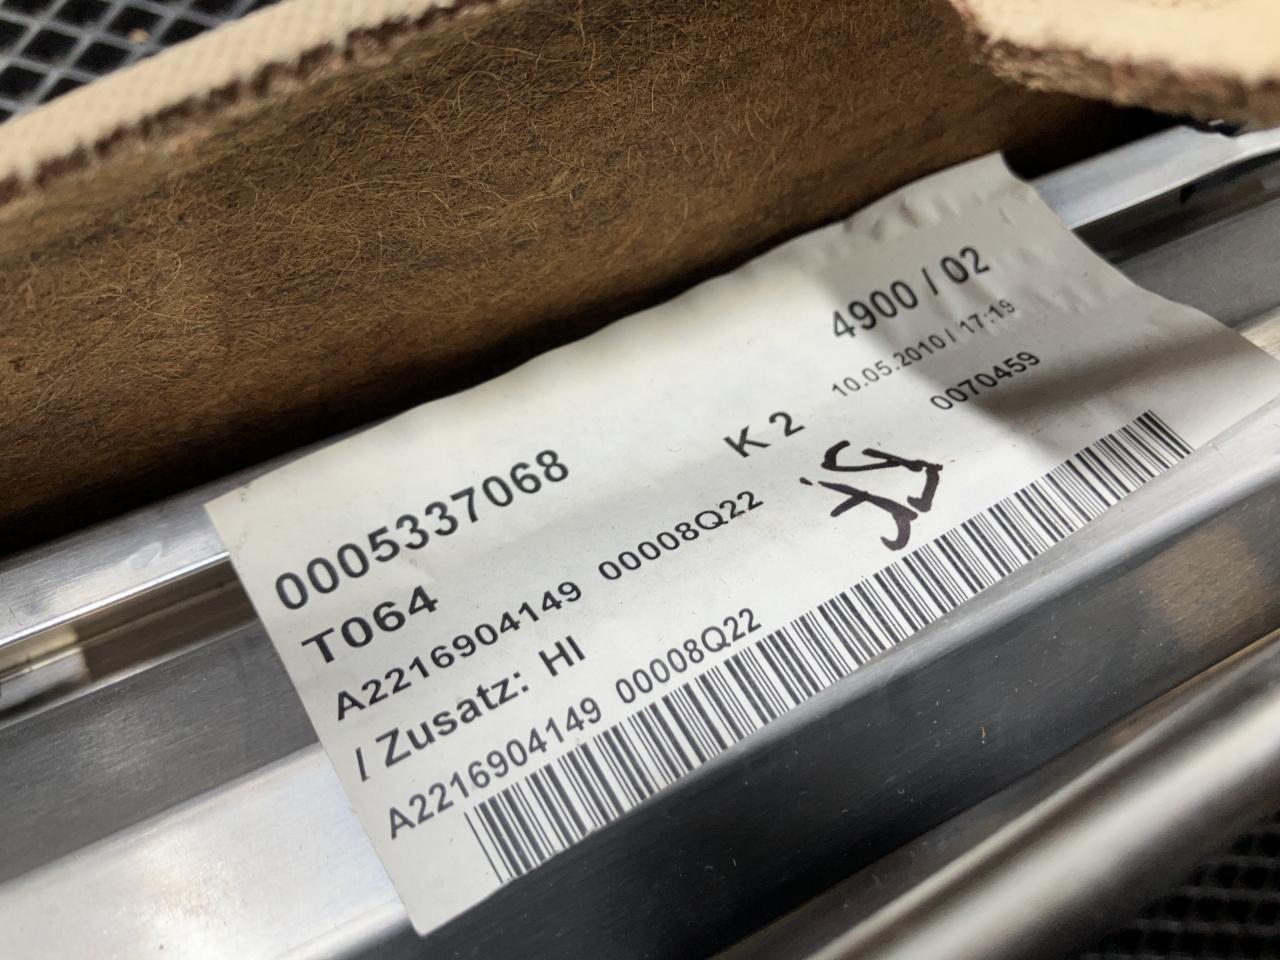 4900 / 02
10.05.2010 / 17:19
0070459
0005337068
K 2
T064
A2216904149 00008Q22
/ Zusatz: HI
A2216904149 00008Q22